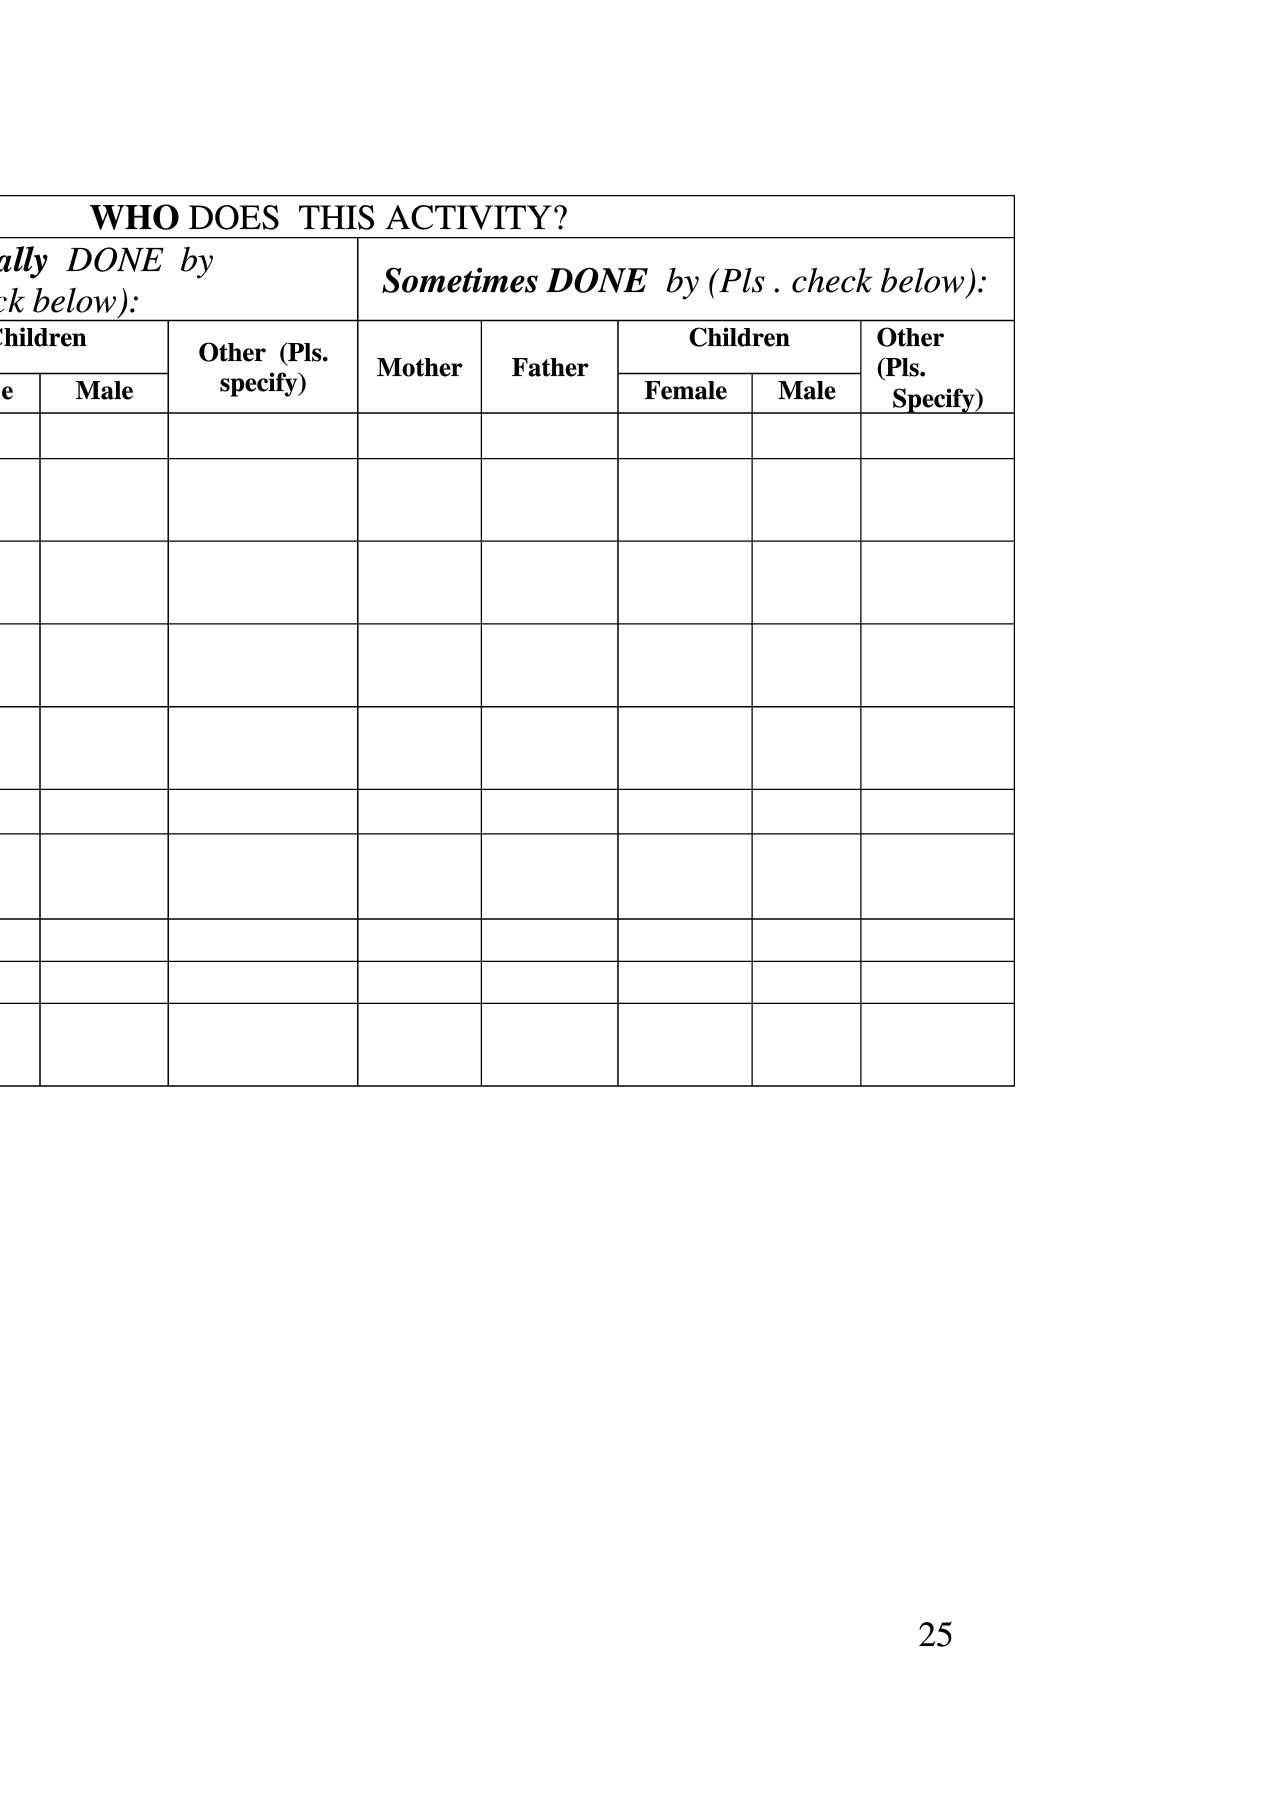 WHO DOES THIS ACTIVITY?
ally DONE by
ck below):
Sometimes DONE by (Pls . check below):
Children
Other (Pls.
specify)
Mother
Father
Children
Other
(Pls.
Specify)
e
Male
Female
Male
25